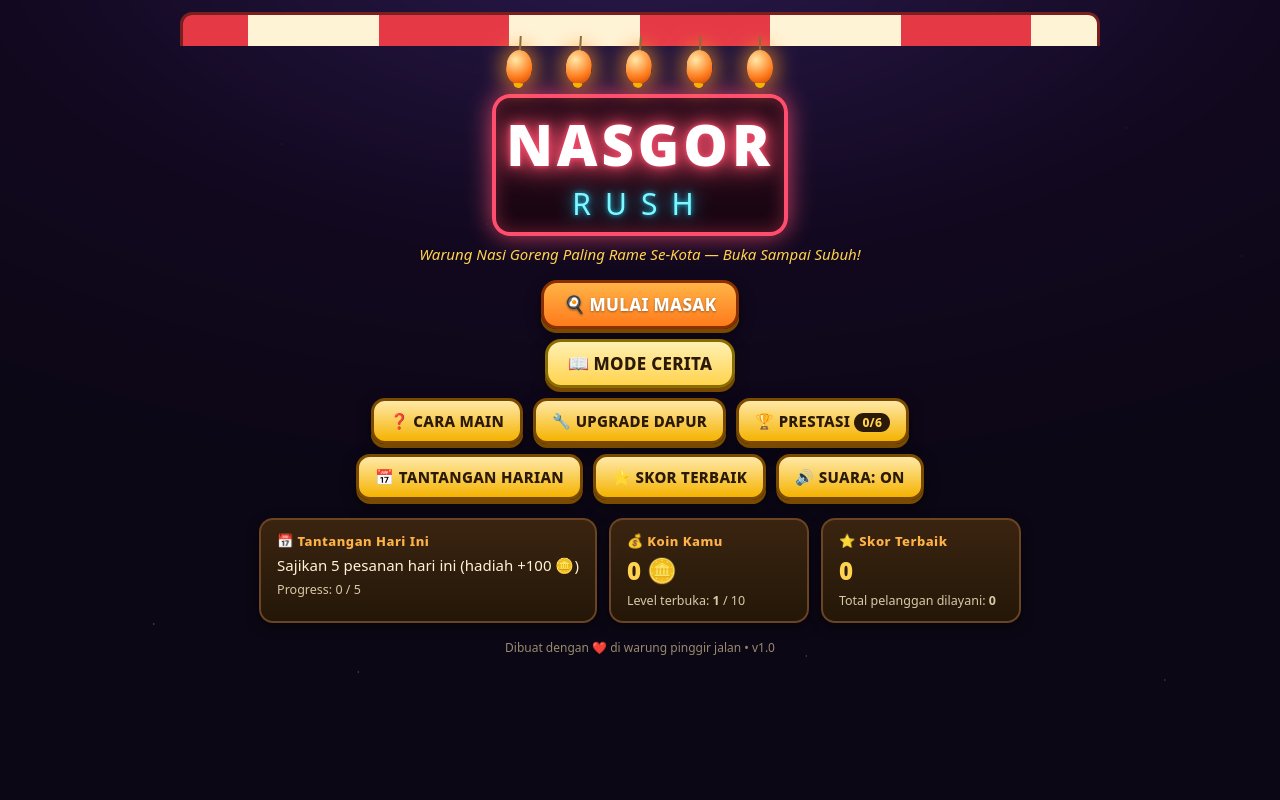 NASGOR
RUSH
Warung Nasi Goreng Paling Rame Se-Kota — Buka Sampai Subuh!
🍳 MULAI MASAK
📖 MODE CERITA
❓ CARA MAIN
🔧 UPGRADE DAPUR
🏆 PRESTASI 0/6
📅 TANTANGAN HARIAN
⭐ SKOR TERBAIK
🔊 SUARA: ON
📅 Tantangan Hari Ini
Sajikan 5 pesanan hari ini (hadiah +100 🪙)
Progress: 0 / 5
💰 Koin Kamu
0 🪙
Level terbuka: 1 / 10
⭐ Skor Terbaik
0
Total pelanggan dilayani: 0
Dibuat dengan ❤️ di warung pinggir jalan • v1.0